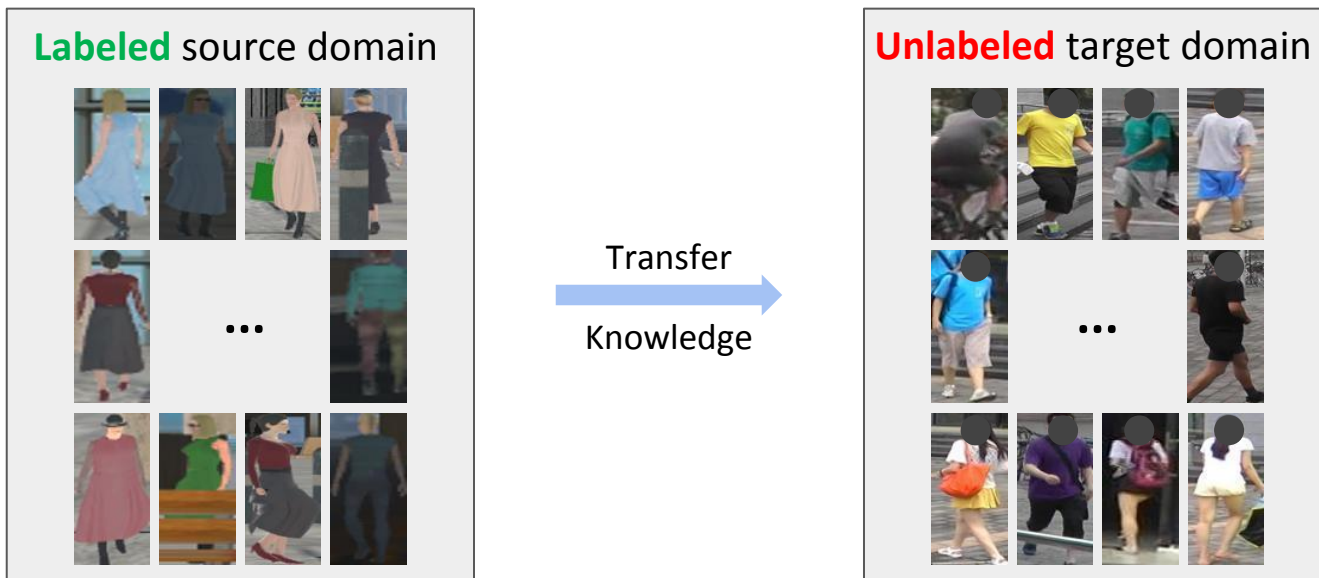 Labeled source domain
...
Transfer
Knowledge
Unlabeled target domain
...